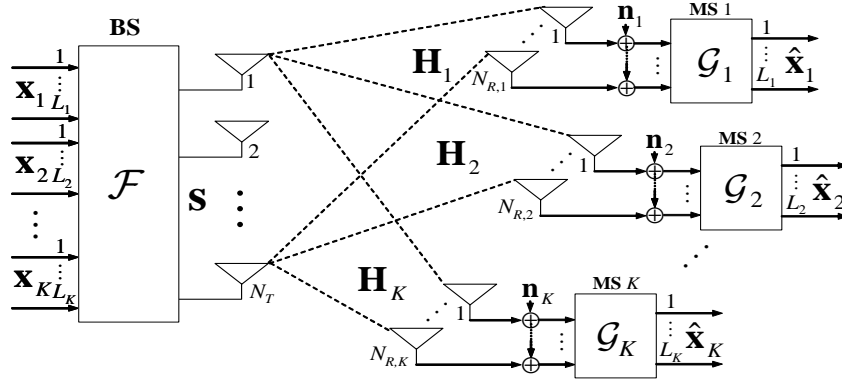 BS
1
x1
L1
1
x2
L2
1
xK
LK
F
s
1
2
NT
H1
H2
HK
1
NR,1
n1
MS 1
G1
1
L1
x̂1
1
NR,2
n2
MS 2
G2
1
L2
x̂2
1
NR,K
nK
MS K
GK
1
LK
x̂K